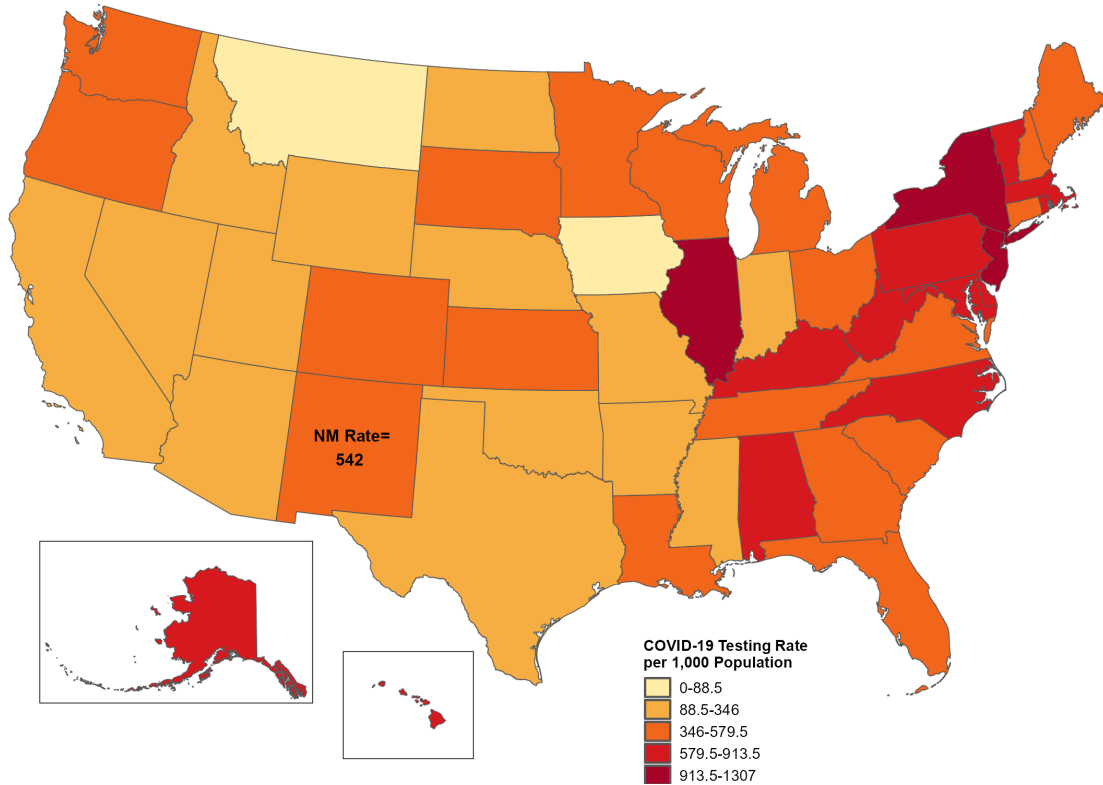 NM Rate=
542
COVID-19 Testing Rate
per 1,000 Population
0-88.5
88.5-346
346-579.5
579.5-913.5
913.5-1307